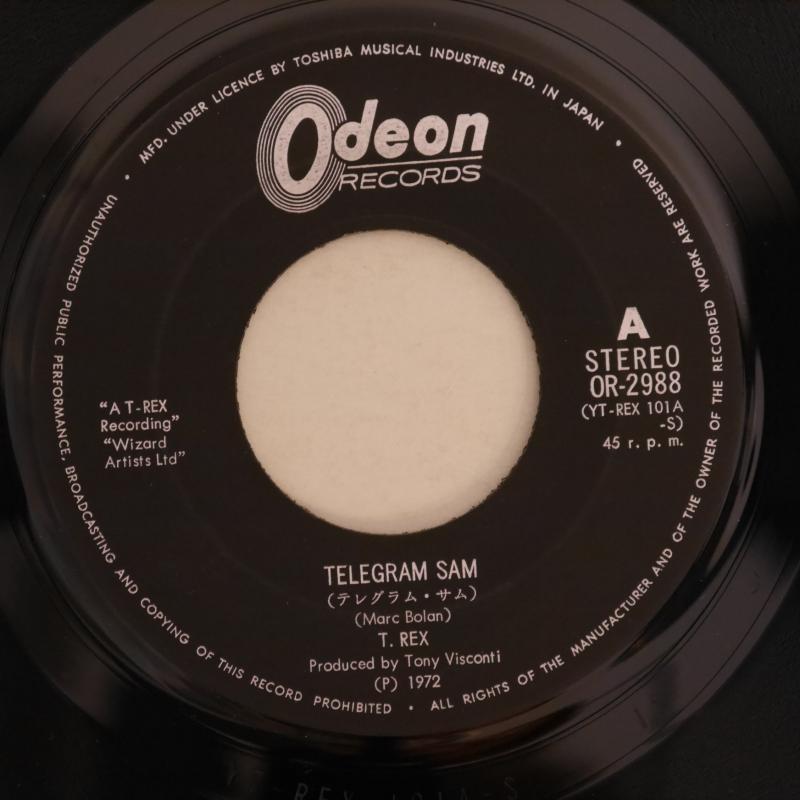 MFD. UNDER LICENCE BY TOSHIBA MUSICAL INDUSTRIES LTD. IN JAPAN •
Odeon
RECORDS
A
STEREO
OR-2988
(YT-REX 101A
-S)
45 r. p. m.
“A T-REX
Recording”
“Wizard
Artists Ltd”
TELEGRAM SAM
(テレグラム・サム)
(Marc Bolan)
T. REX
Produced by Tony Visconti
(P) 1972
ALL RIGHTS OF THE MANUFACTURER AND OF THE OWNER OF THE RECORDED WORK ARE RESERVED •
UNAUTHORIZED PUBLIC PERFORMANCE, BROADCASTING AND COPYING OF THIS RECORD PROHIBITED •
YT-REX 101A-S